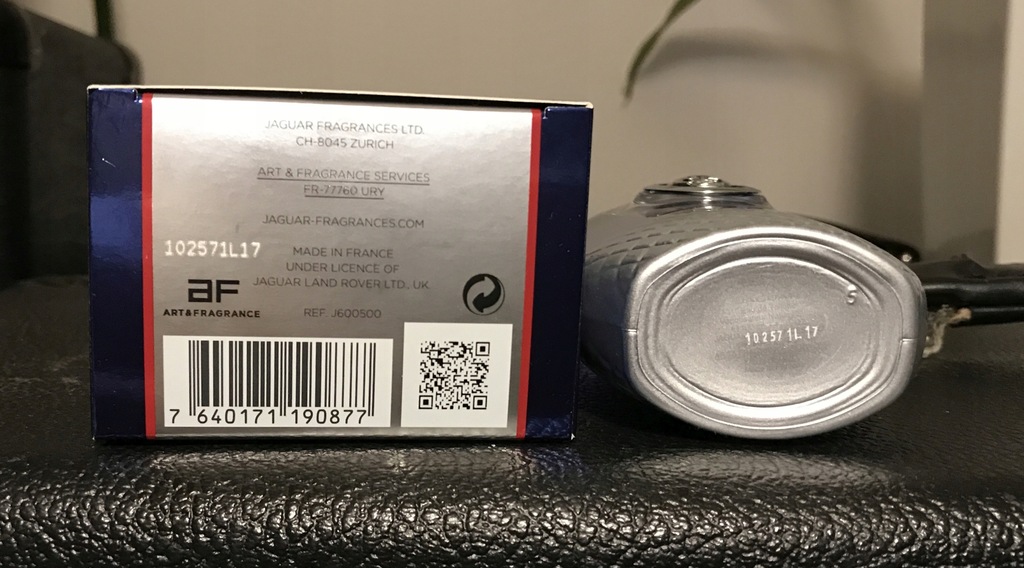 JAGUAR FRAGRANCES LTD.
CH-8045 ZURICH
ART & FRAGRANCE SERVICES
FR-77760 URY
JAGUAR-FRAGRANCES.COM
102571L17
MADE IN FRANCE
UNDER LICENCE OF
JAGUAR LAND ROVER LTD., UK
aF
ART&FRAGRANCE
REF. J600500
7 640171 190877
S
102571L17